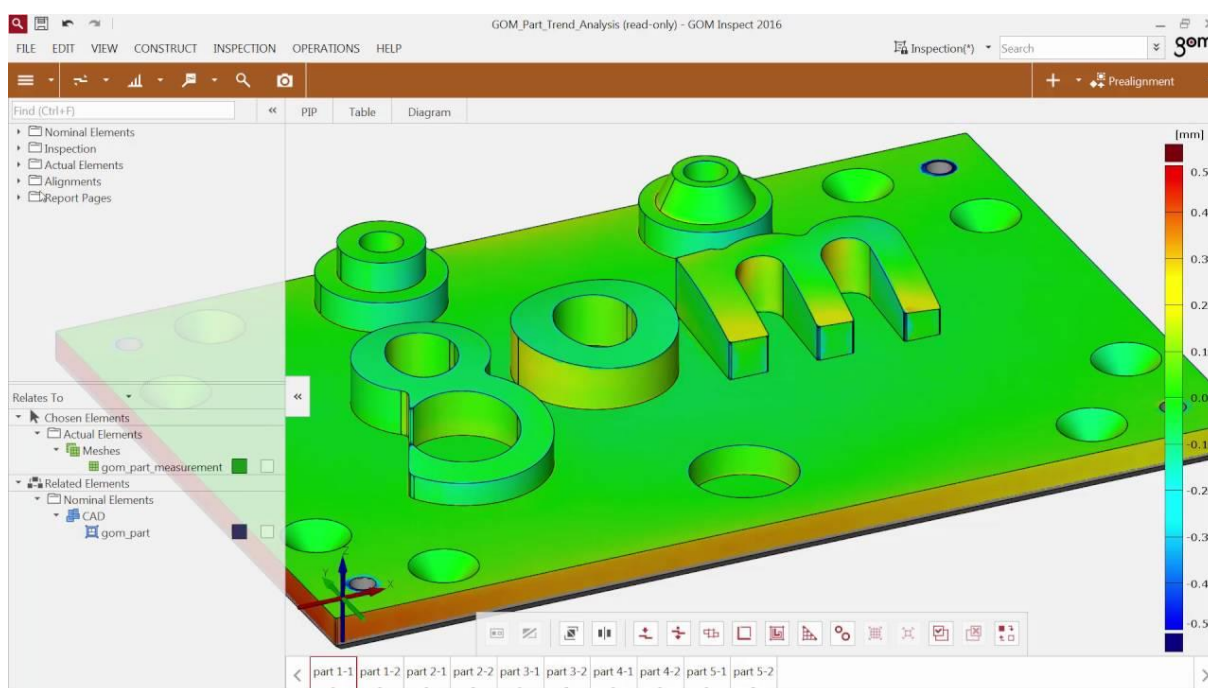 GOM_Part_Trend_Analysis (read-only) - GOM Inspect 2016
FILE EDIT VIEW CONSTRUCT INSPECTION OPERATIONS HELP
Inspection(*) Search
gom
Prealignment
Find (Ctrl+F)
PIP Table Diagram
Nominal Elements
Inspection
Actual Elements
Alignments
Report Pages
[mm]
0.5
0.4
0.3
0.2
0.1
0.0
-0.1
-0.2
-0.3
-0.4
-0.5
gom
Relates To
Chosen Elements
Actual Elements
Meshes
gom_part_measurement
Related Elements
Nominal Elements
CAD
gom_part
Z
Y
X
part 1-1 part 1-2 part 2-1 part 2-2 part 3-1 part 3-2 part 4-1 part 4-2 part 5-1 part 5-2